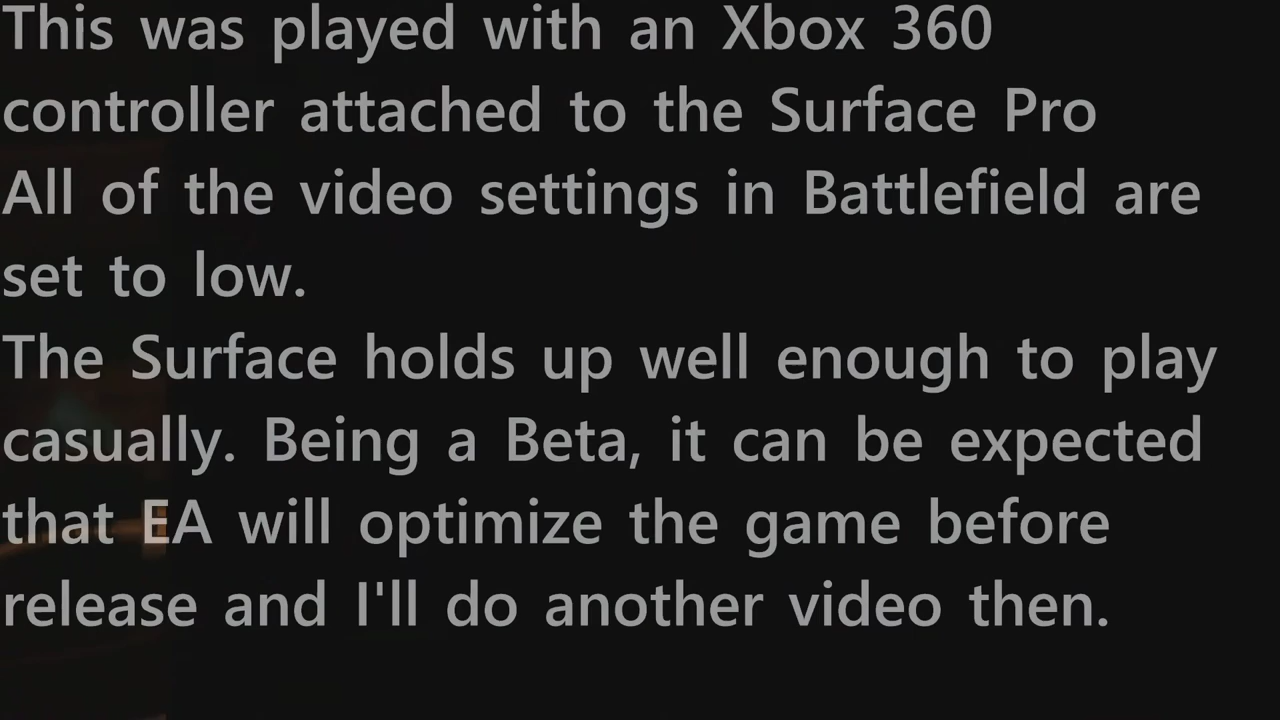 This was played with an Xbox 360
controller attached to the Surface Pro
All of the video settings in Battlefield are
set to low.
The Surface holds up well enough to play
casually. Being a Beta, it can be expected
that EA will optimize the game before
release and I'll do another video then.